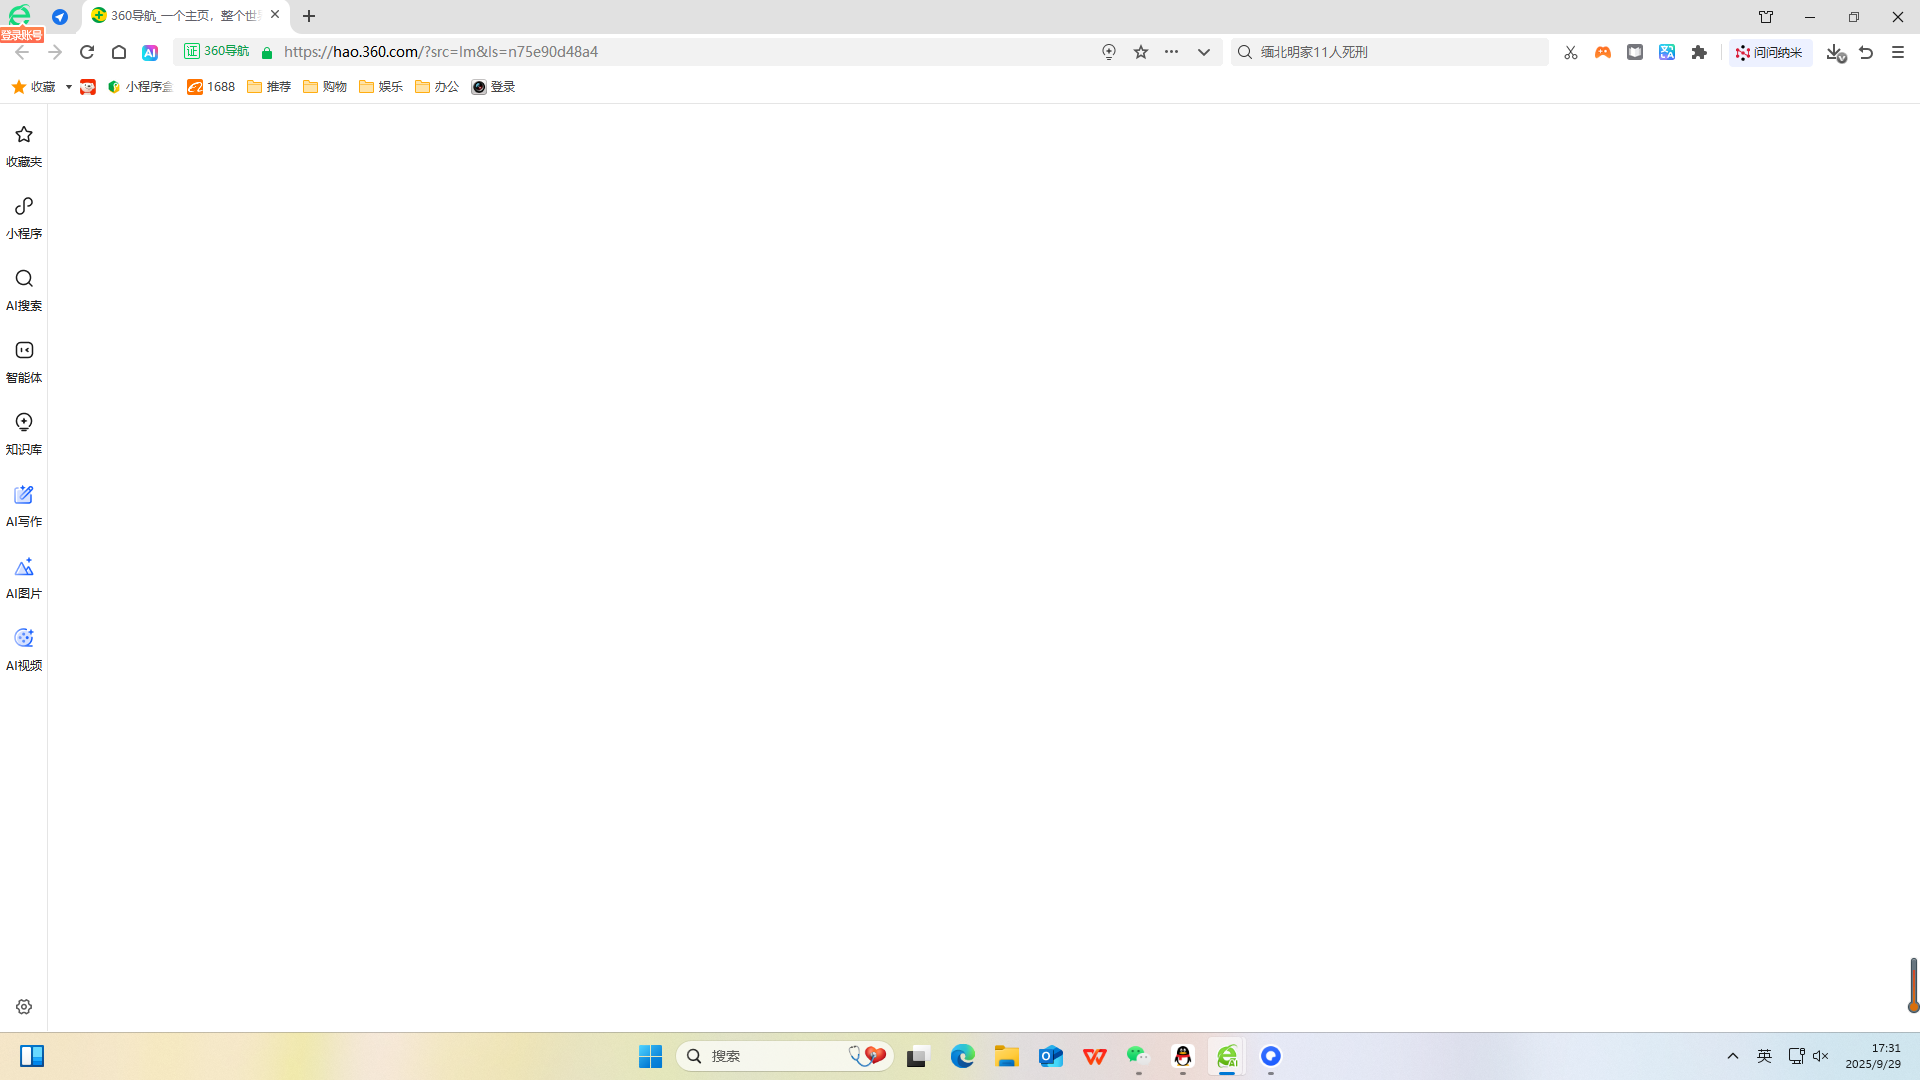 登录账号
360导航_一个主页，整个世
证 360导航
https://hao.360.com/?src=lm&ls=n75e90d48a4
缅北明家11人死刑
问问纳米
收藏
小程序盒
1688
推荐
购物
娱乐
办公
登录
收藏夹
小程序
AI搜索
智能体
知识库
AI写作
AI图片
AI视频
搜索
英
17:31
2025/9/29